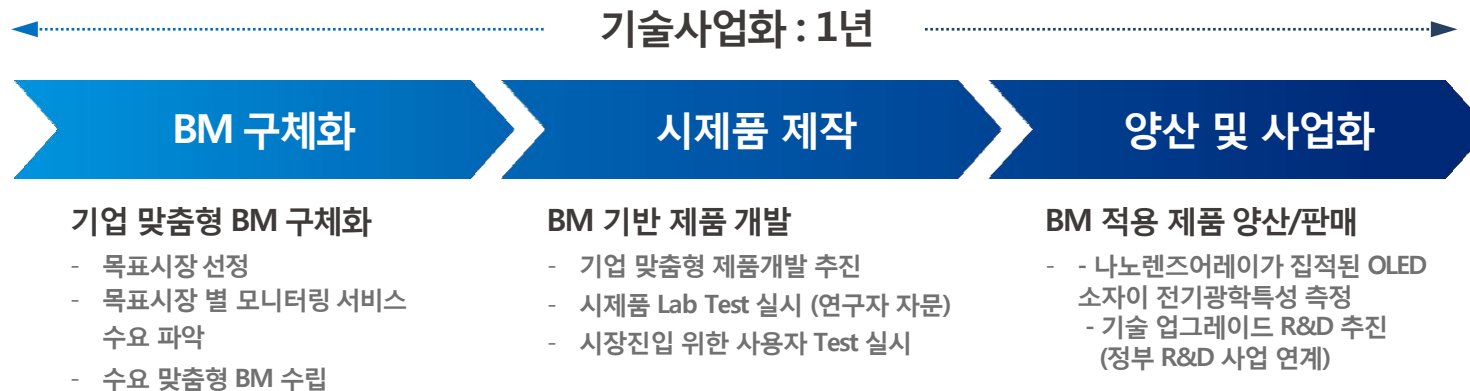 기술사업화 : 1년
BM 구체화
시제품 제작
양산 및 사업화
기업 맞춤형 BM 구체화
- 목표시장 선정
- 목표시장 별 모니터링 서비스
수요 파악
- 수요 맞춤형 BM 수립
BM 기반 제품 개발
- 기업 맞춤형 제품개발 추진
- 시제품 Lab Test 실시 (연구자 자문)
- 시장진입 위한 사용자 Test 실시
BM 적용 제품 양산/판매
- - 나노렌즈어레이가 집적된 OLED
소자이 전기광학특성 측정
- 기술 업그레이드 R&D 추진
(정부 R&D 사업 연계)